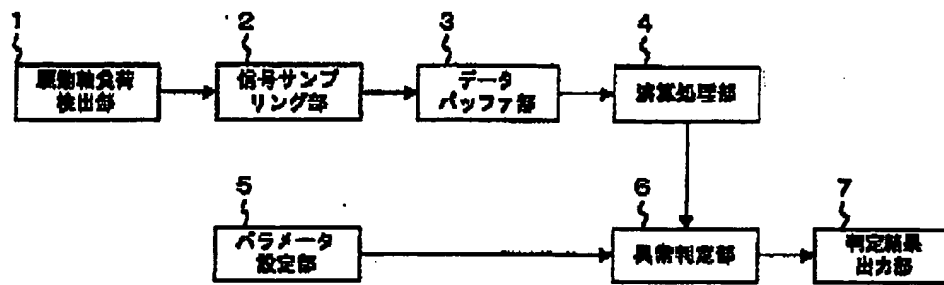 1
駆動軸負荷
検出部
2
信号サンプ
リング部
3
データ
バッファ部
4
演算処理部
5
パラメータ
設定部
6
異常判定部
7
判定結果
出力部